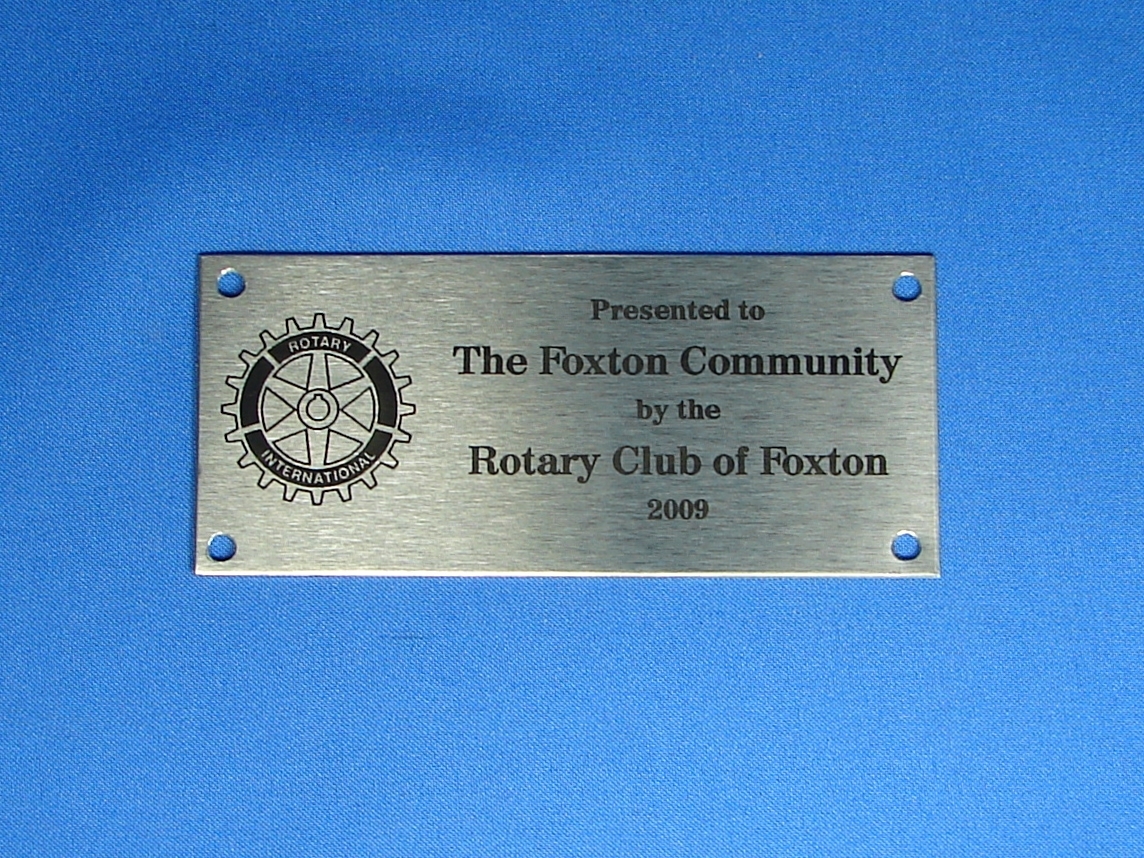 ROTARY
INTERNATIONAL
Presented to
The Foxton Community
by the
Rotary Club of Foxton
2009